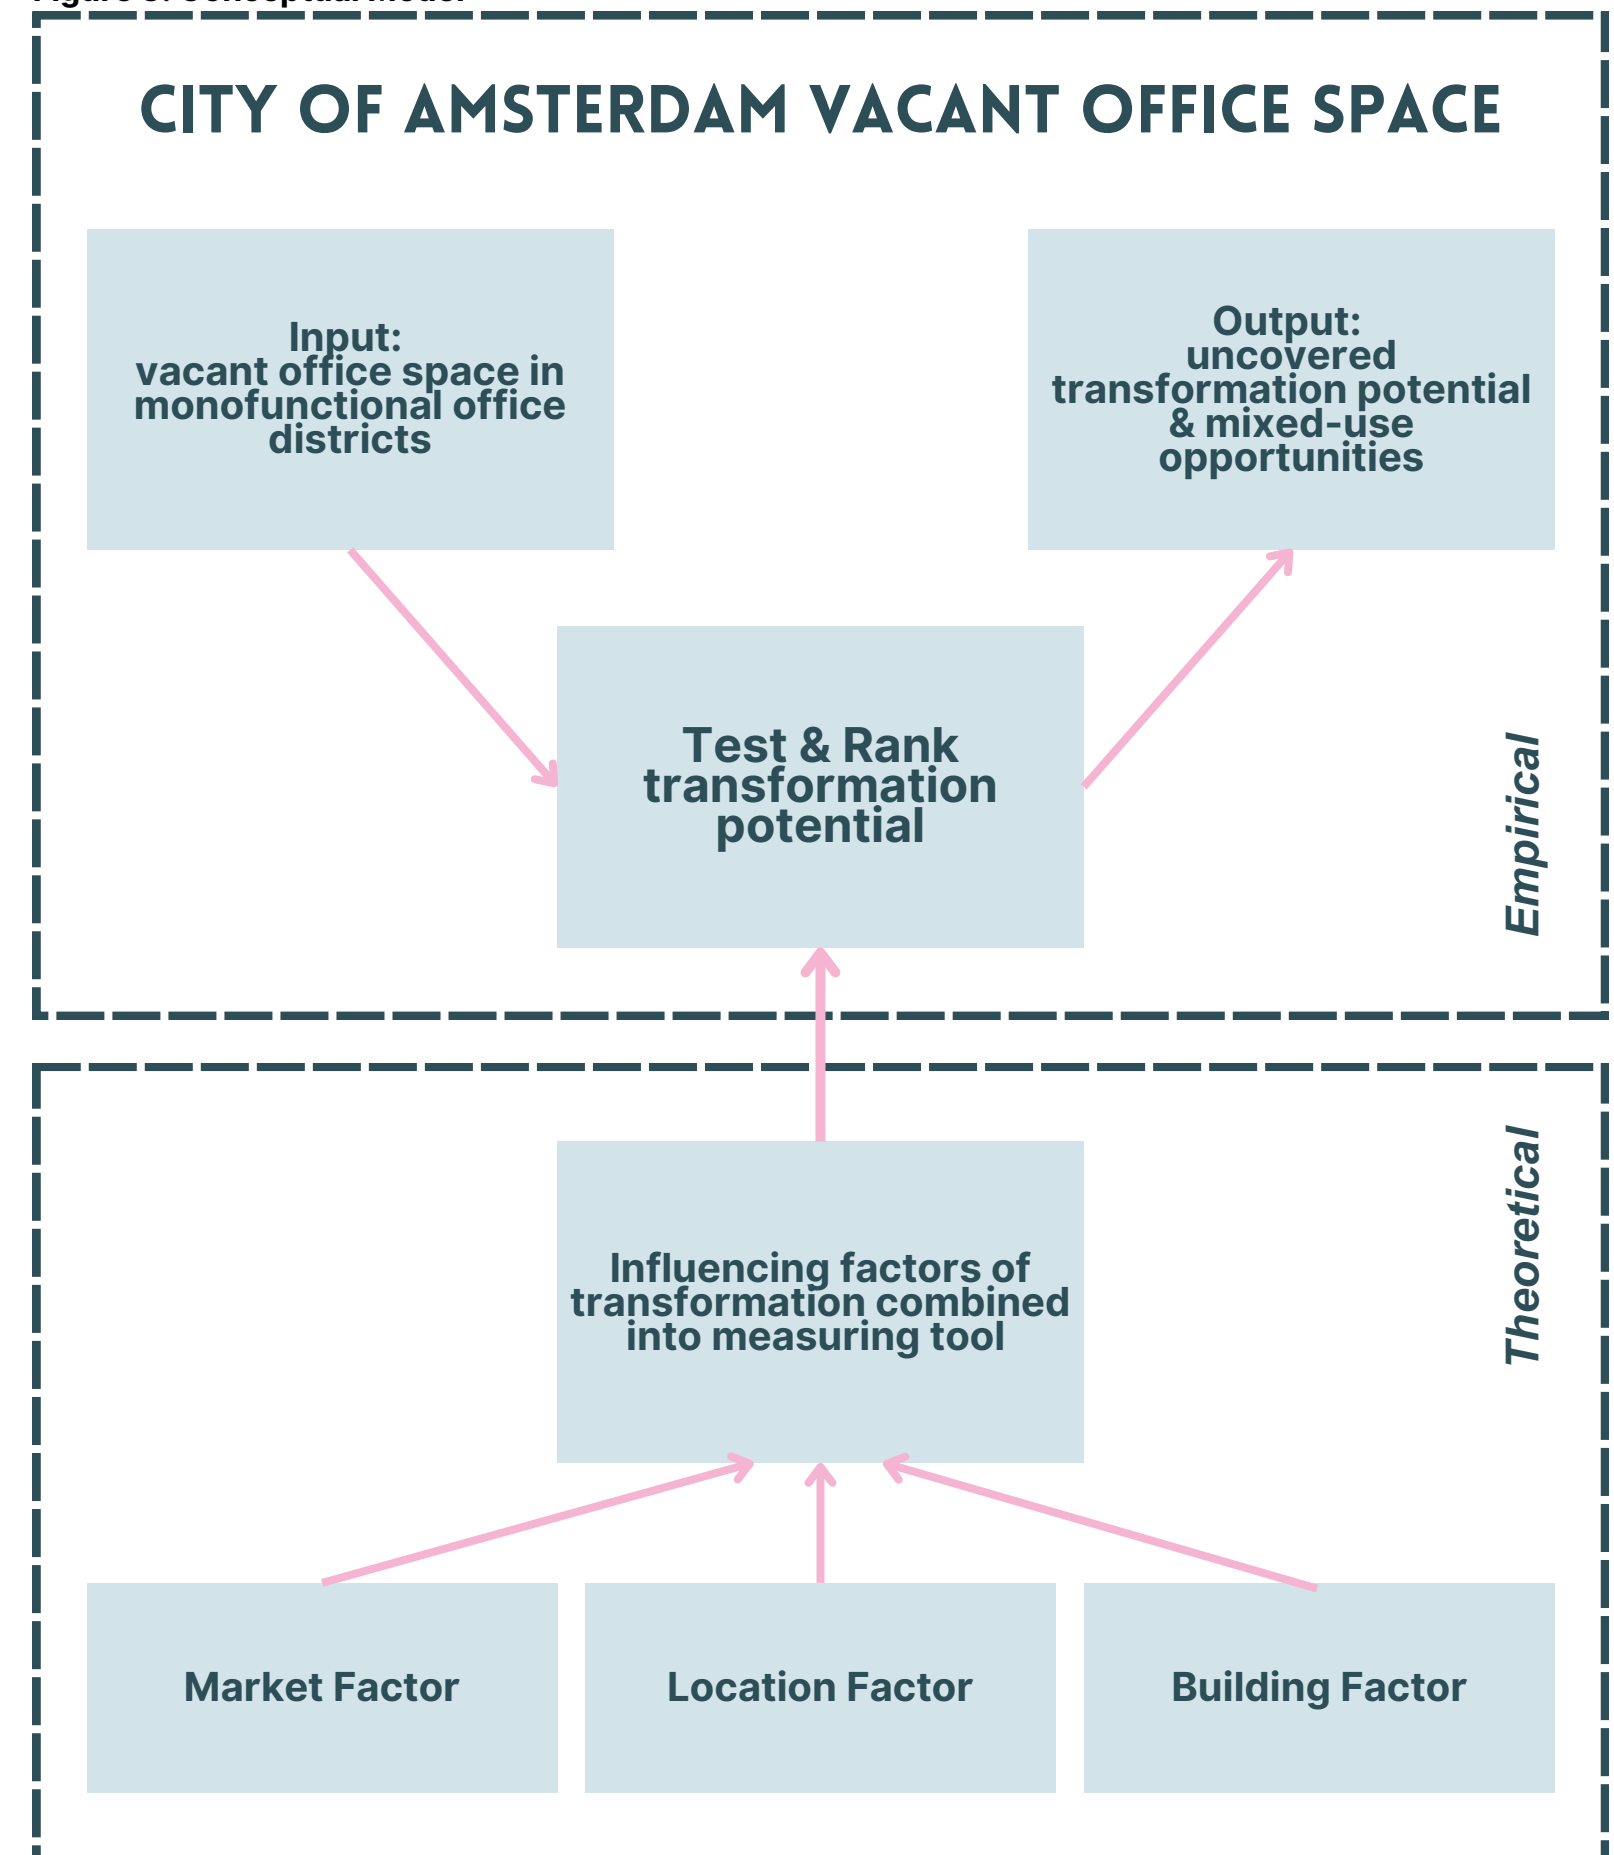 CITY OF AMSTERDAM VACANT OFFICE SPACE
Input:
vacant office space in
monofunctional office
districts
Output:
uncovered
transformation potential
& mixed-use
opportunities
Test & Rank
transformation
potential
Empirical
Theoretical
Influencing factors of
transformation combined
into measuring tool
Market Factor
Location Factor
Building Factor